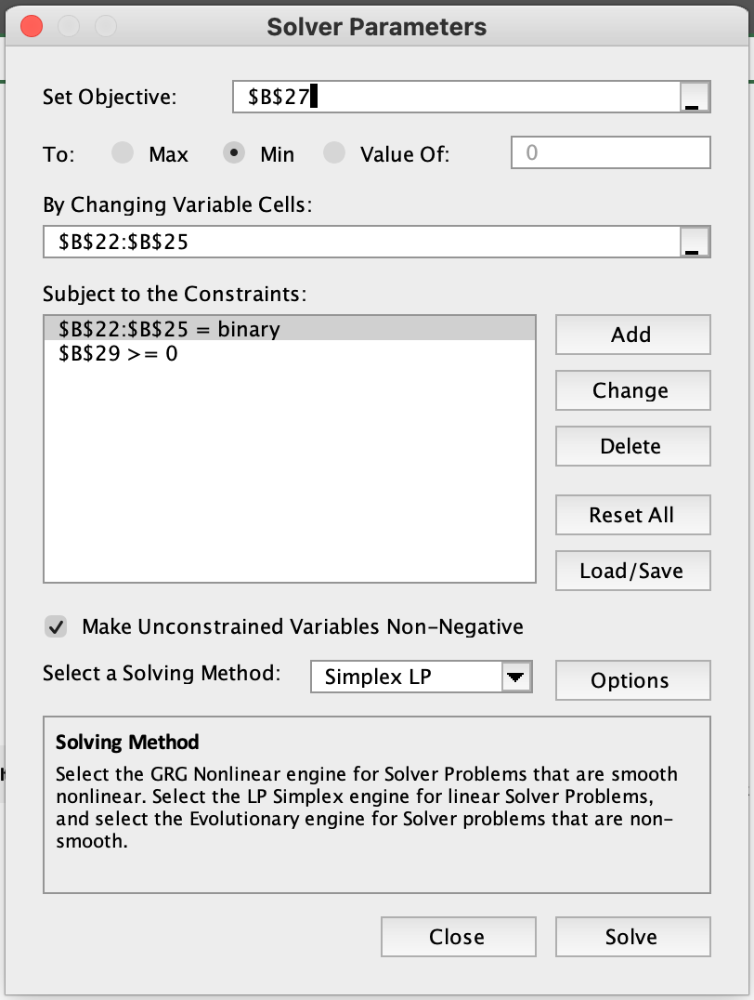 Solver Parameters
Set Objective: $B$27
To: Max Min Value Of: 0
By Changing Variable Cells:
$B$22:$B$25
Subject to the Constraints:
$B$22:$B$25 = binary
$B$29 >= 0
Add
Change
Delete
Reset All
Load/Save
Make Unconstrained Variables Non-Negative
Select a Solving Method: Simplex LP Options
Solving Method
Select the GRG Nonlinear engine for Solver Problems that are smooth
nonlinear. Select the LP Simplex engine for linear Solver Problems,
and select the Evolutionary engine for Solver problems that are non-
smooth.
Close Solve